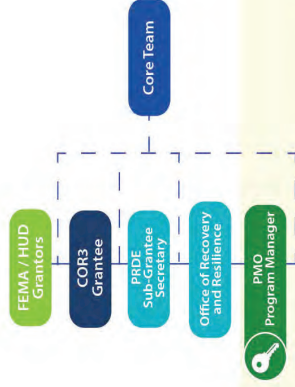 FEMA / HUD
Grantors
COR3
Grantee
PRDE
Sub-Grantee
Secretary
Office of Recovery
and Resilience
PMO
Program Manager
Core Team